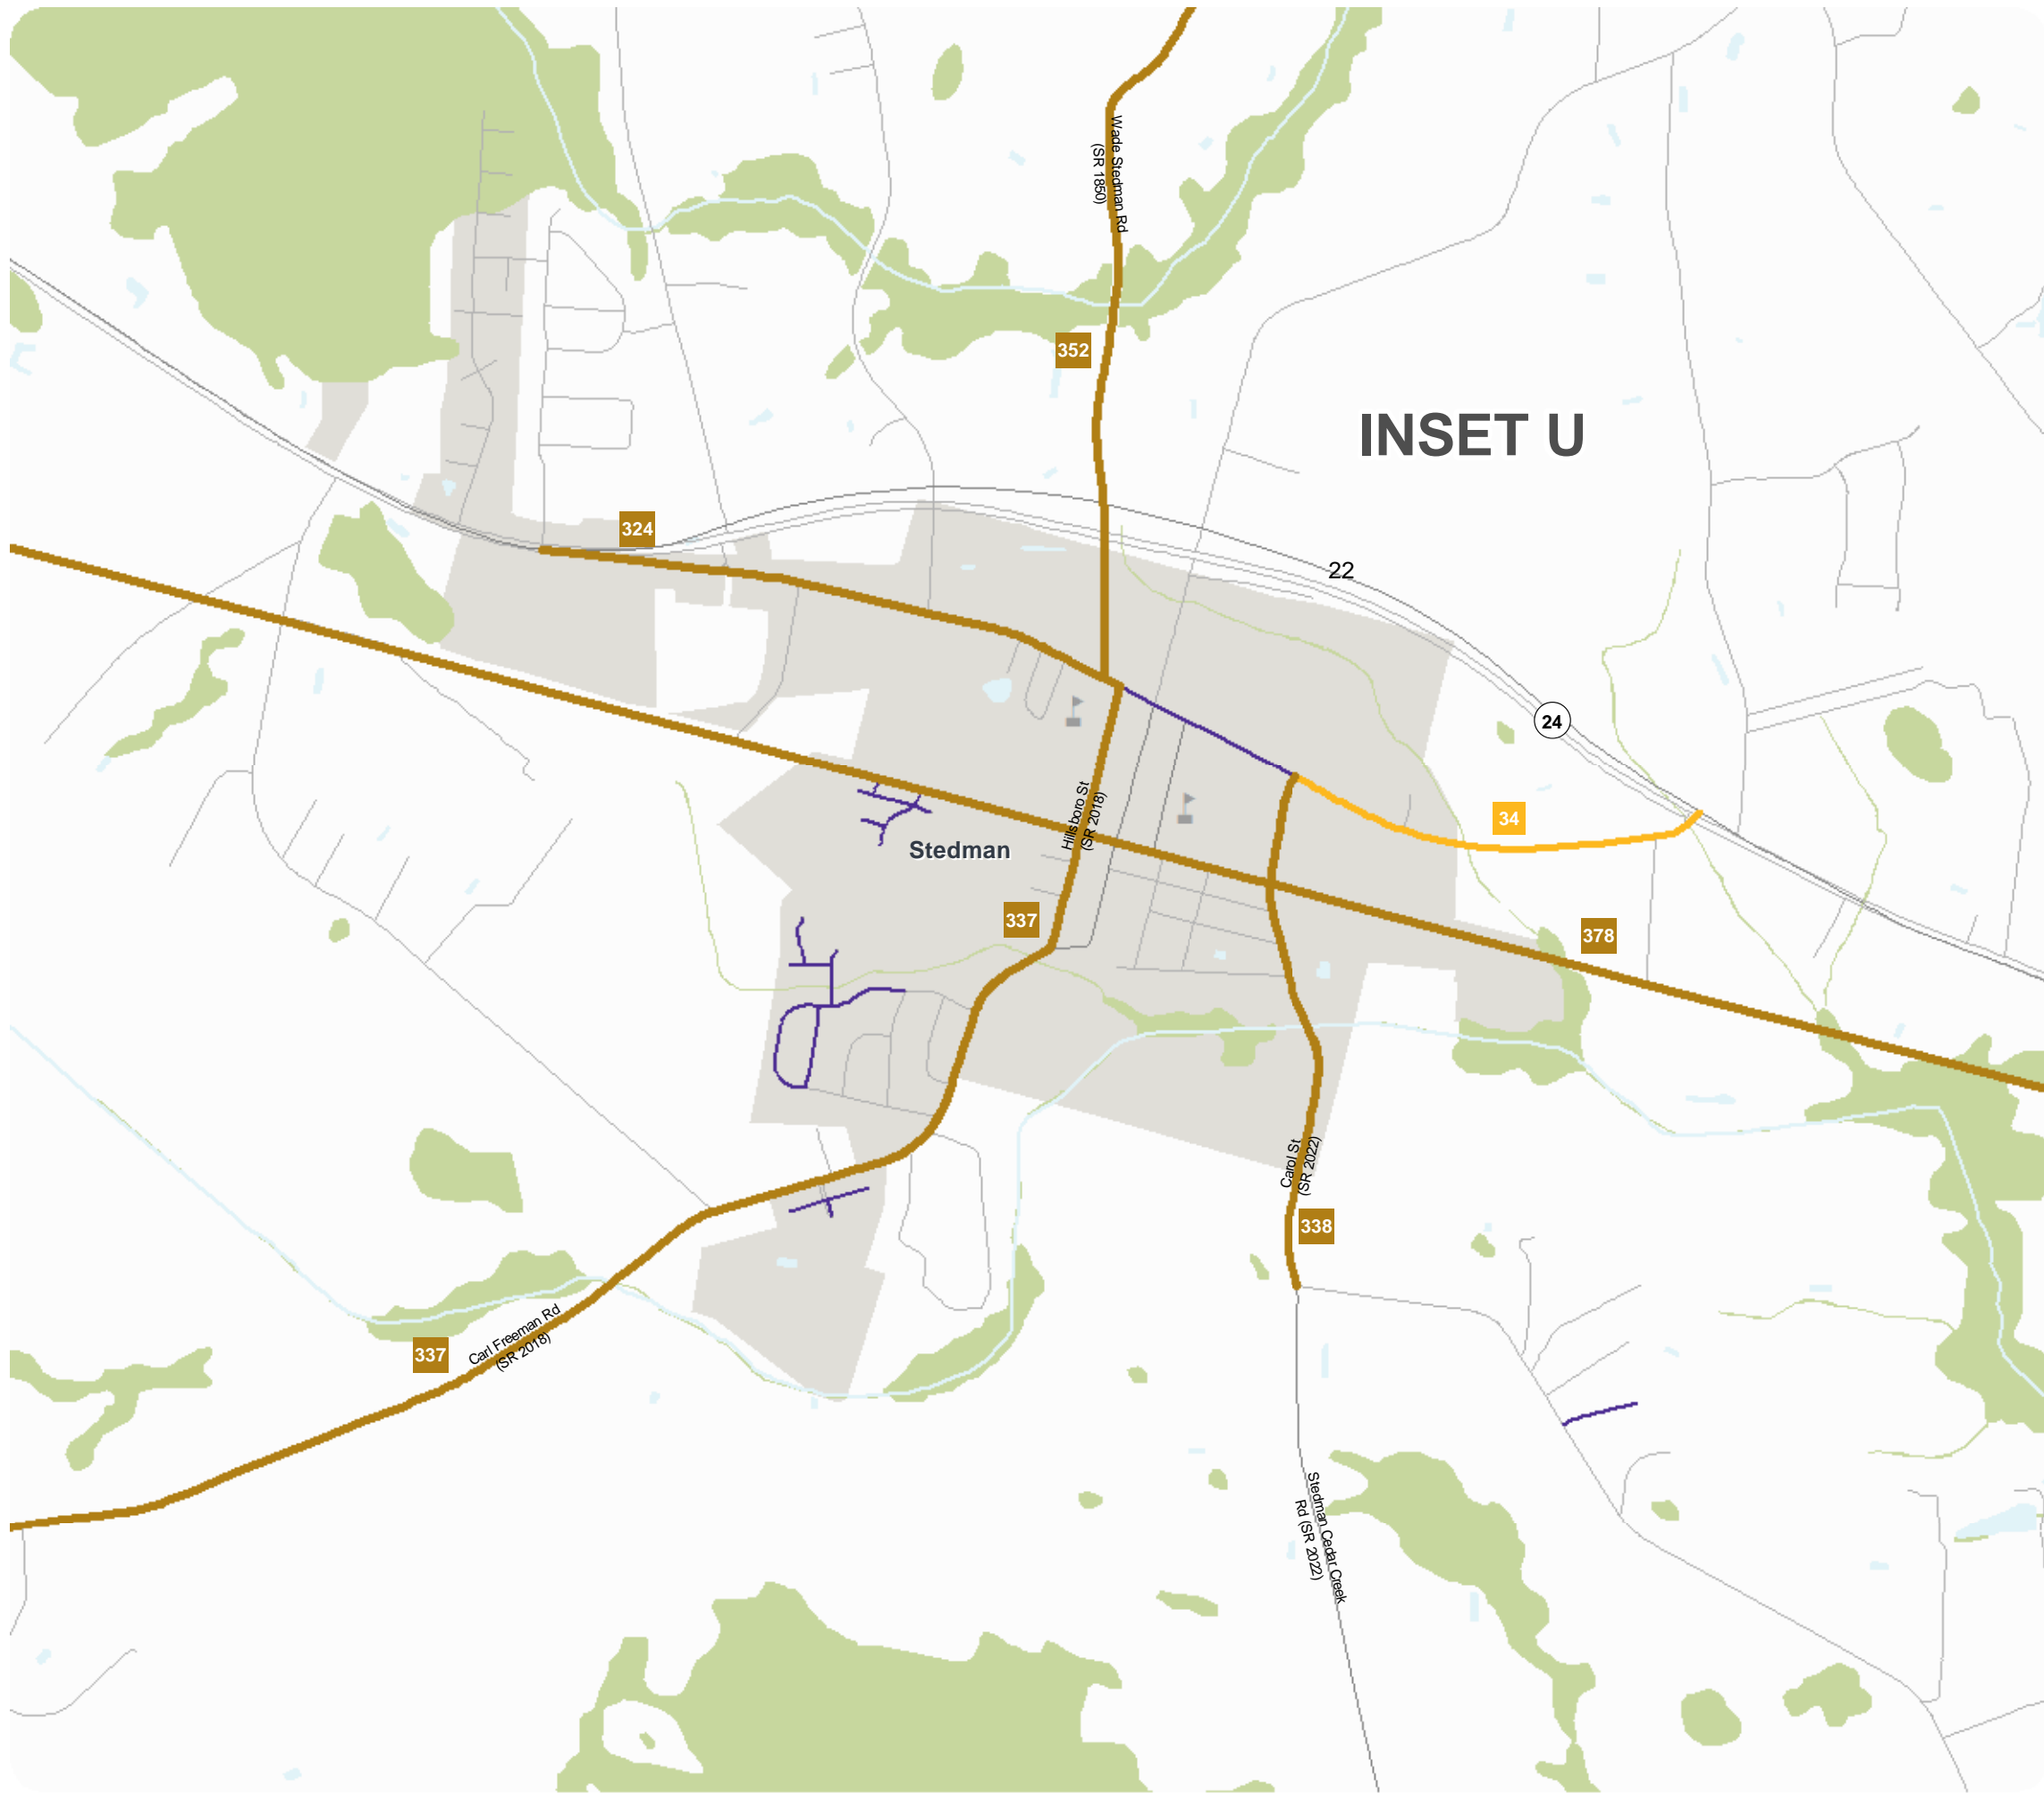 Wade Stedman Rd
(SR 1850)
352
INSET U
324
22
24
34
Hillsboro St
(SR 2018)
Stedman
337
378
Carol St
(SR 2022)
338
Carl Freeman Rd
(SR 2018)
337
Stedman Cedar Creek
Rd (SR 2022)